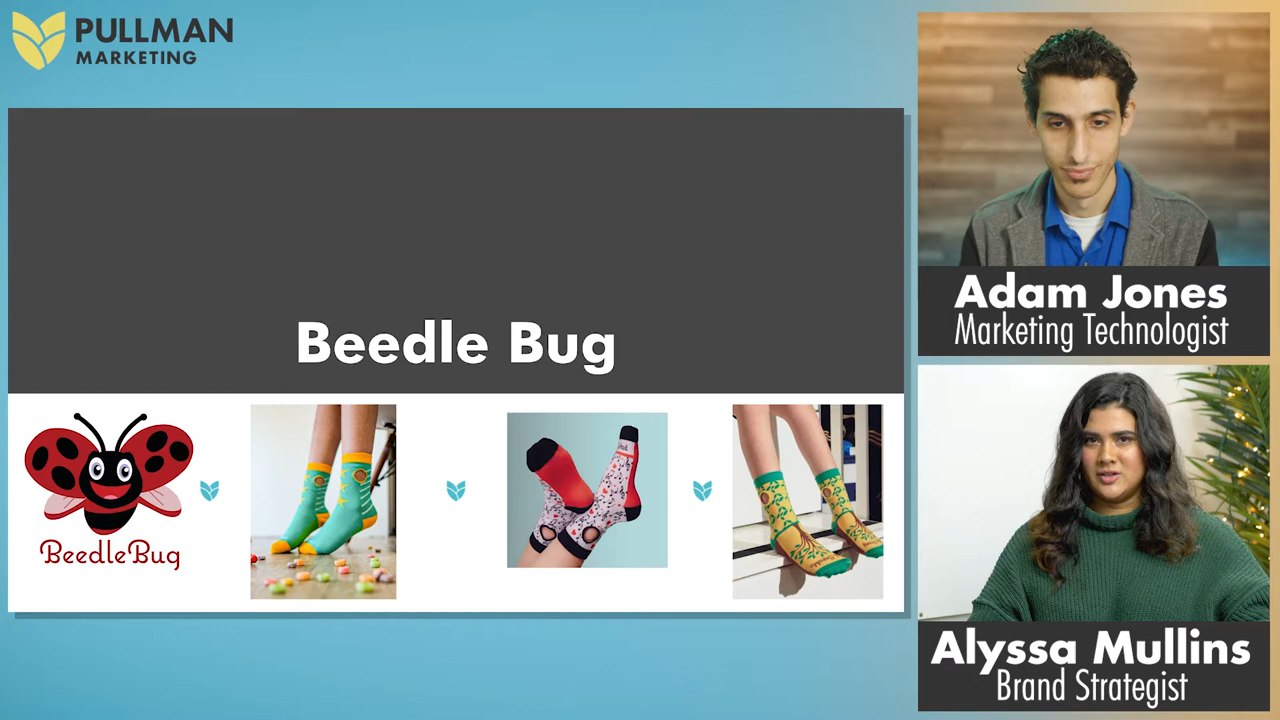 PULLMAN
MARKETING
Beedle Bug
BeedleBug
Adam Jones
Marketing Technologist
Alyssa Mullins
Brand Strategist